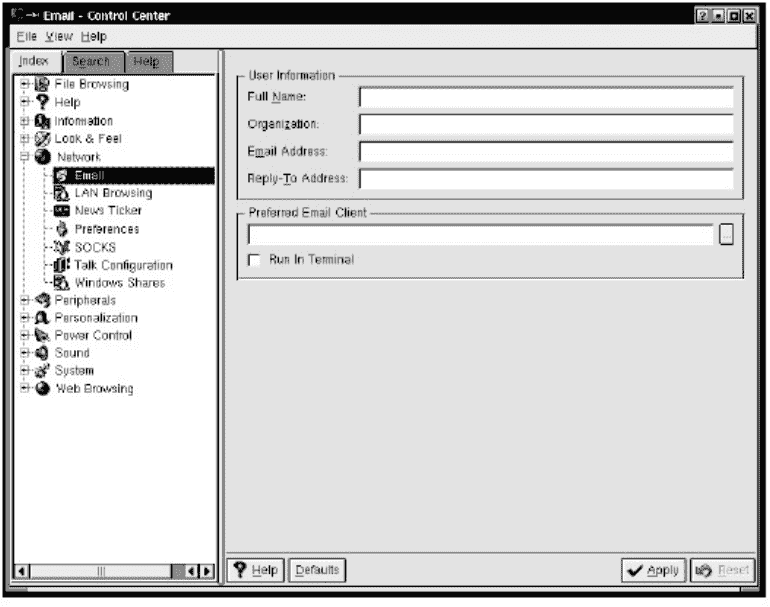 Email - Control Center
File View Help
Index Search Help
File Browsing
Help
Information
Look & Feel
Network
Email
LAN Browsing
News Ticker
Preferences
SOCKS
Talk Configuration
Windows Shares
Peripherals
Personalization
Power Control
Sound
System
Web Browsing
User Information
Full Name:
Organization:
Email Address:
Reply-To Address:
Preferred Email Client
...
Run In Terminal
Help Defaults Apply Reset